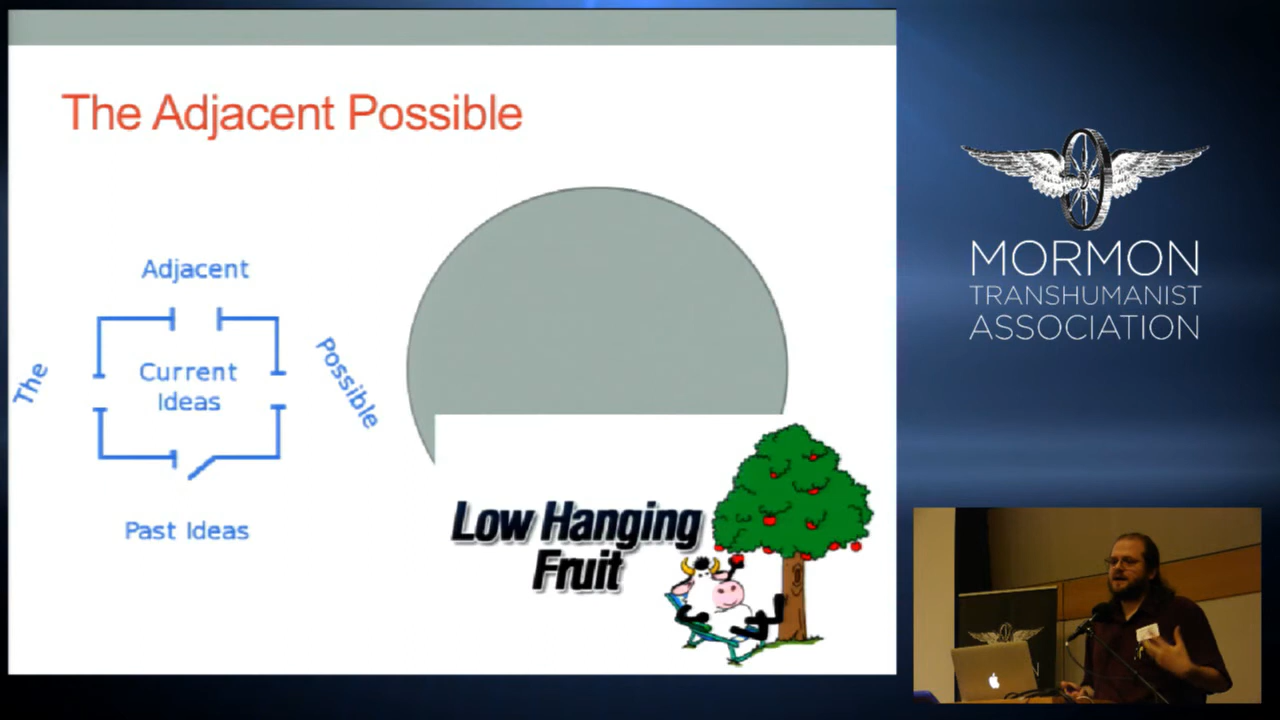 The Adjacent Possible
Adjacent
The
Current
Ideas
Possible
Past Ideas
Low Hanging
Fruit
MORMON
TRANSHUMANIST
ASSOCIATION